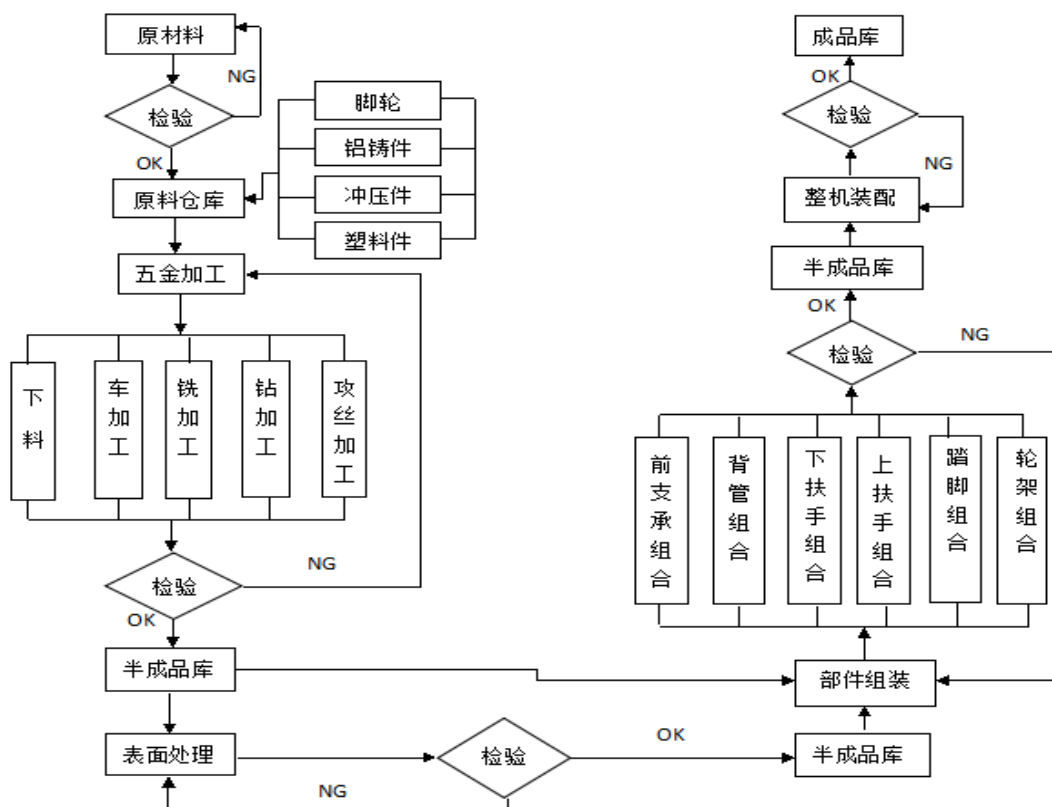 原材料
NG
检验
OK
原料仓库
脚轮
铝铸件
冲压件
塑料件
五金加工
下料
车加工
铣加工
钻加工
攻丝加工
检验
NG
OK
半成品库
表面处理
NG
检验
OK
半成品库
部件组装
前支承组合
背管组合
下扶手组合
上扶手组合
踏脚组合
轮架组合
检验
NG
OK
半成品库
整机装配
NG
检验
OK
成品库